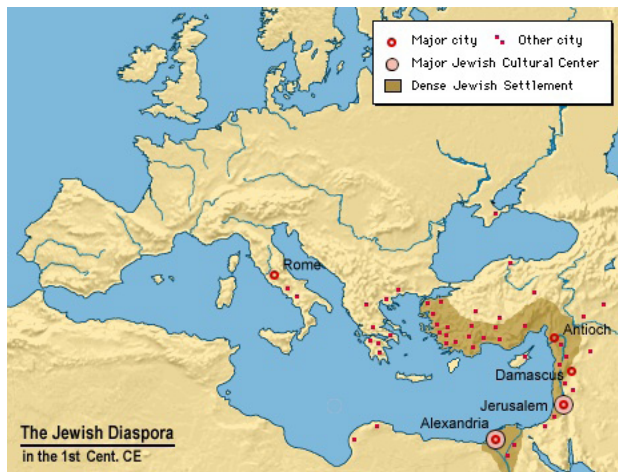 Major city Other city
Major Jewish Cultural Center
Dense Jewish Settlement
Rome
Antioch
Damascus
Jerusalem
Alexandria
The Jewish Diaspora
in the 1st Cent. CE